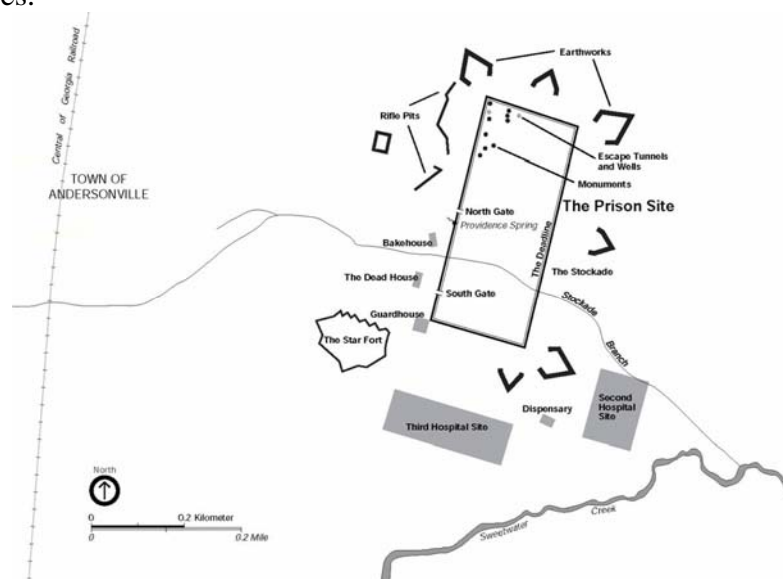 es.
Earthworks
Central of Georgia Railroad
Rifle Pits
Escape Tunnels
and Wells
TOWN OF
ANDERSONVILLE
Monuments
The Prison Site
North Gate
Providence Spring
The Deadline
Bakehouse
The Stockade
The Dead House
South Gate
Stockade
Branch
Guardhouse
The Star Fort
Second
Hospital
Site
Dispensary
Third Hospital Site
North
0 0.2 Kilometer
0 0.2 Mile
Sweetwater Creek